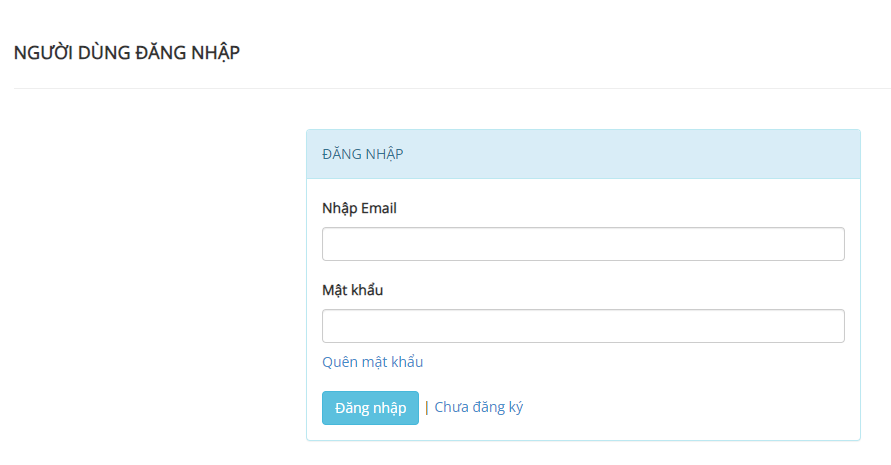 NGƯỜI DÙNG ĐĂNG NHẬP
ĐĂNG NHẬP
Nhập Email
Mật khẩu
Quên mật khẩu
Đăng nhập | Chưa đăng ký